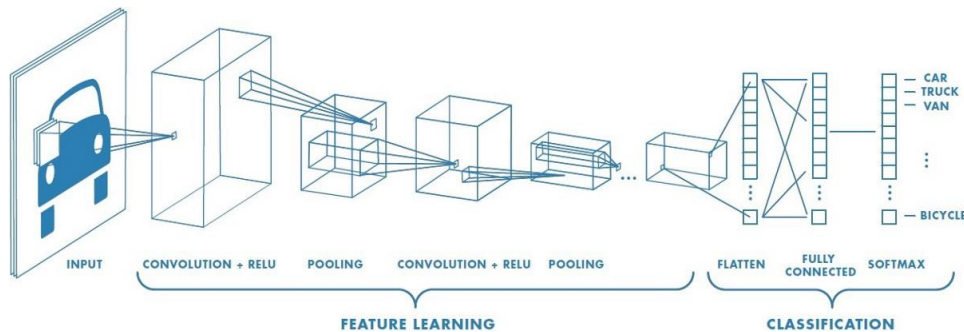 CAR
TRUCK
VAN
BICYCLE
INPUT
CONVOLUTION + RELU
POOLING
CONVOLUTION + RELU
POOLING
FLATTEN
FULLY
CONNECTED
SOFTMAX
FEATURE LEARNING
CLASSIFICATION